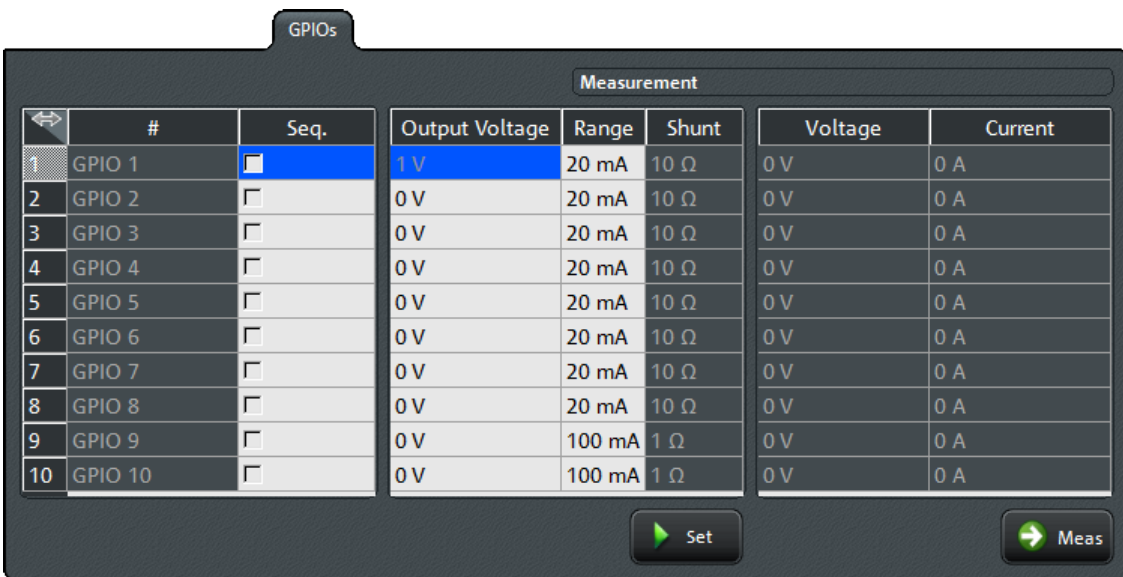 GPIOs
Measurement
# Seq. Output Voltage Range Shunt Voltage Current
1 GPIO 1 1 V 20 mA 10 Ω 0 V 0 A
2 GPIO 2 0 V 20 mA 10 Ω 0 V 0 A
3 GPIO 3 0 V 20 mA 10 Ω 0 V 0 A
4 GPIO 4 0 V 20 mA 10 Ω 0 V 0 A
5 GPIO 5 0 V 20 mA 10 Ω 0 V 0 A
6 GPIO 6 0 V 20 mA 10 Ω 0 V 0 A
7 GPIO 7 0 V 20 mA 10 Ω 0 V 0 A
8 GPIO 8 0 V 20 mA 10 Ω 0 V 0 A
9 GPIO 9 0 V 100 mA 1 Ω 0 V 0 A
10 GPIO 10 0 V 100 mA 1 Ω 0 V 0 A
Set Meas